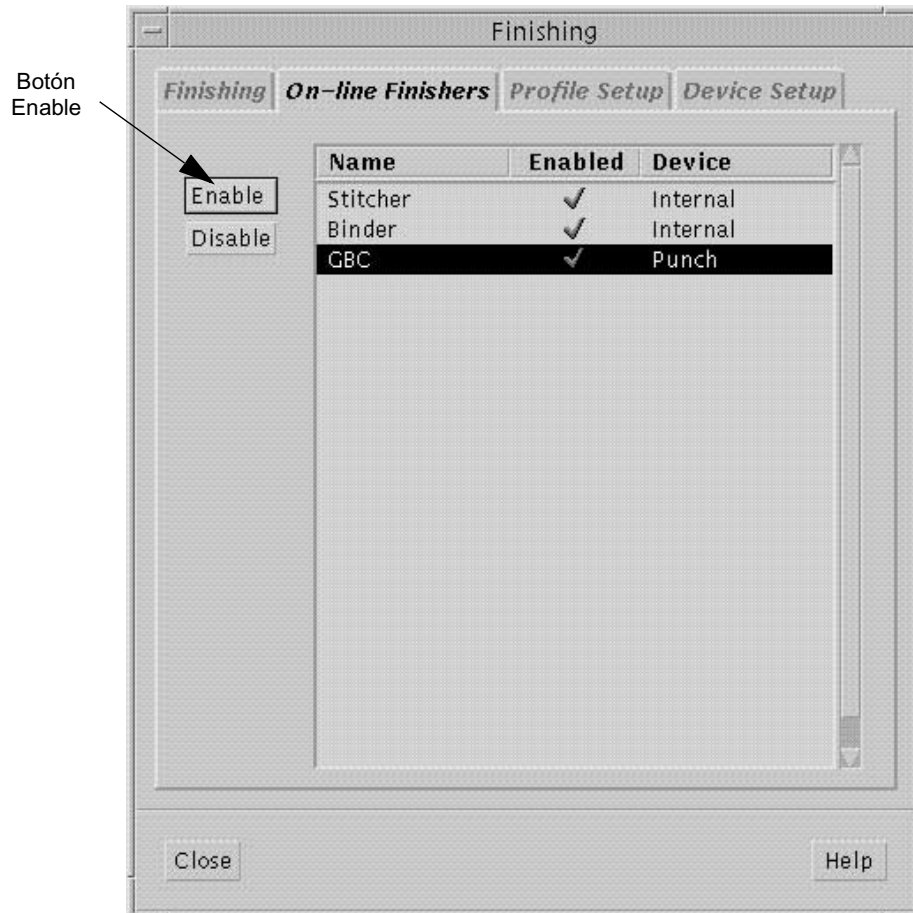 Finishing
Botón
Enable
Finishing On-line Finishers Profile Setup Device Setup
Name Enabled Device
Enable
Disable
Stitcher Internal
Binder Internal
GBC Punch
Close Help